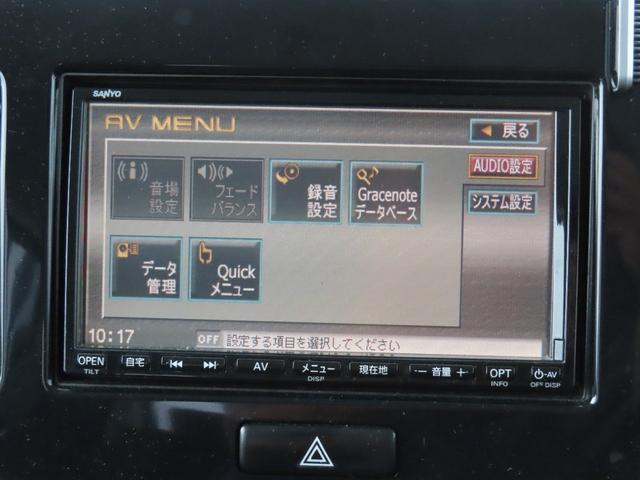 SANYO
AV MENU
戻る
音場
設定
フェード
バランス
録音
設定
Gracenote
データベース
AUDIO設定
システム設定
データ
管理
Quick
メニュー
10:17
OFF 設定する項目を選択してください
OPEN
TILT
自宅
AV
メニュー
DISP
現在地
− 音量 +
OPT
INFO
AV
OFF DISP